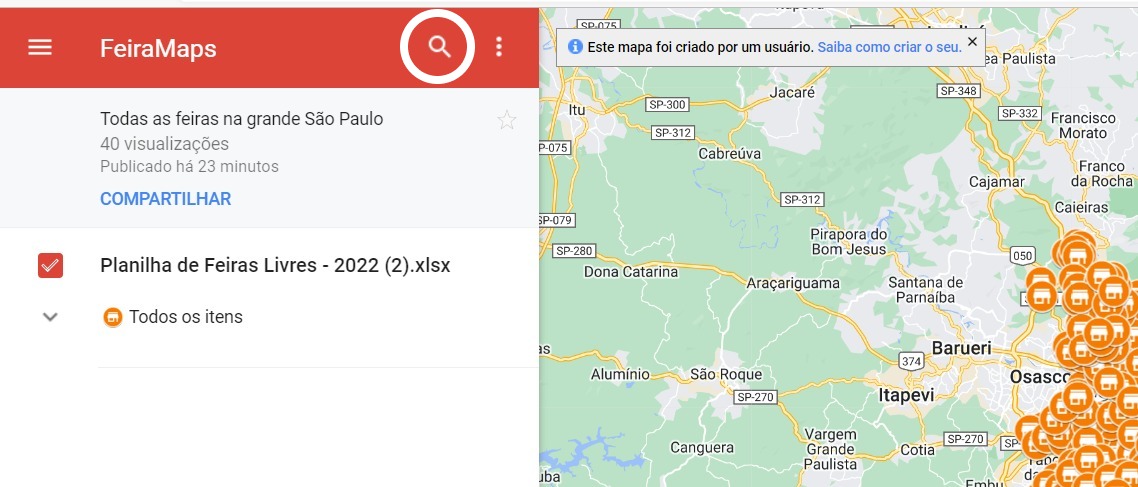 FeiraMaps
Todas as feiras na grande São Paulo
40 visualizações
Publicado há 23 minutos
COMPARTILHAR
Planilha de Feiras Livres - 2022 (2).xlsx
Todos os itens
Este mapa foi criado por um usuário. Saiba como criar o seu.
SP-075
ea Paulista
Itu
SP-300
Jacaré
SP-348
SP-332
Francisco
Morato
SP-312
P-075
Cabreúva
Franco
da Rocha
Cajamar
SP-312
Caieiras
SP-079
Pirapora do
Bom Jesus
SP-280
050
Dona Catarina
Araçariguama
Santana de
Parnaíba
as
Barueri
374
Alumínio
São Roque
Osasco
SP-270
Itapevi
Vargem
Grande
Paulista
SP-270
Canguera
Cotia
uba
Embu